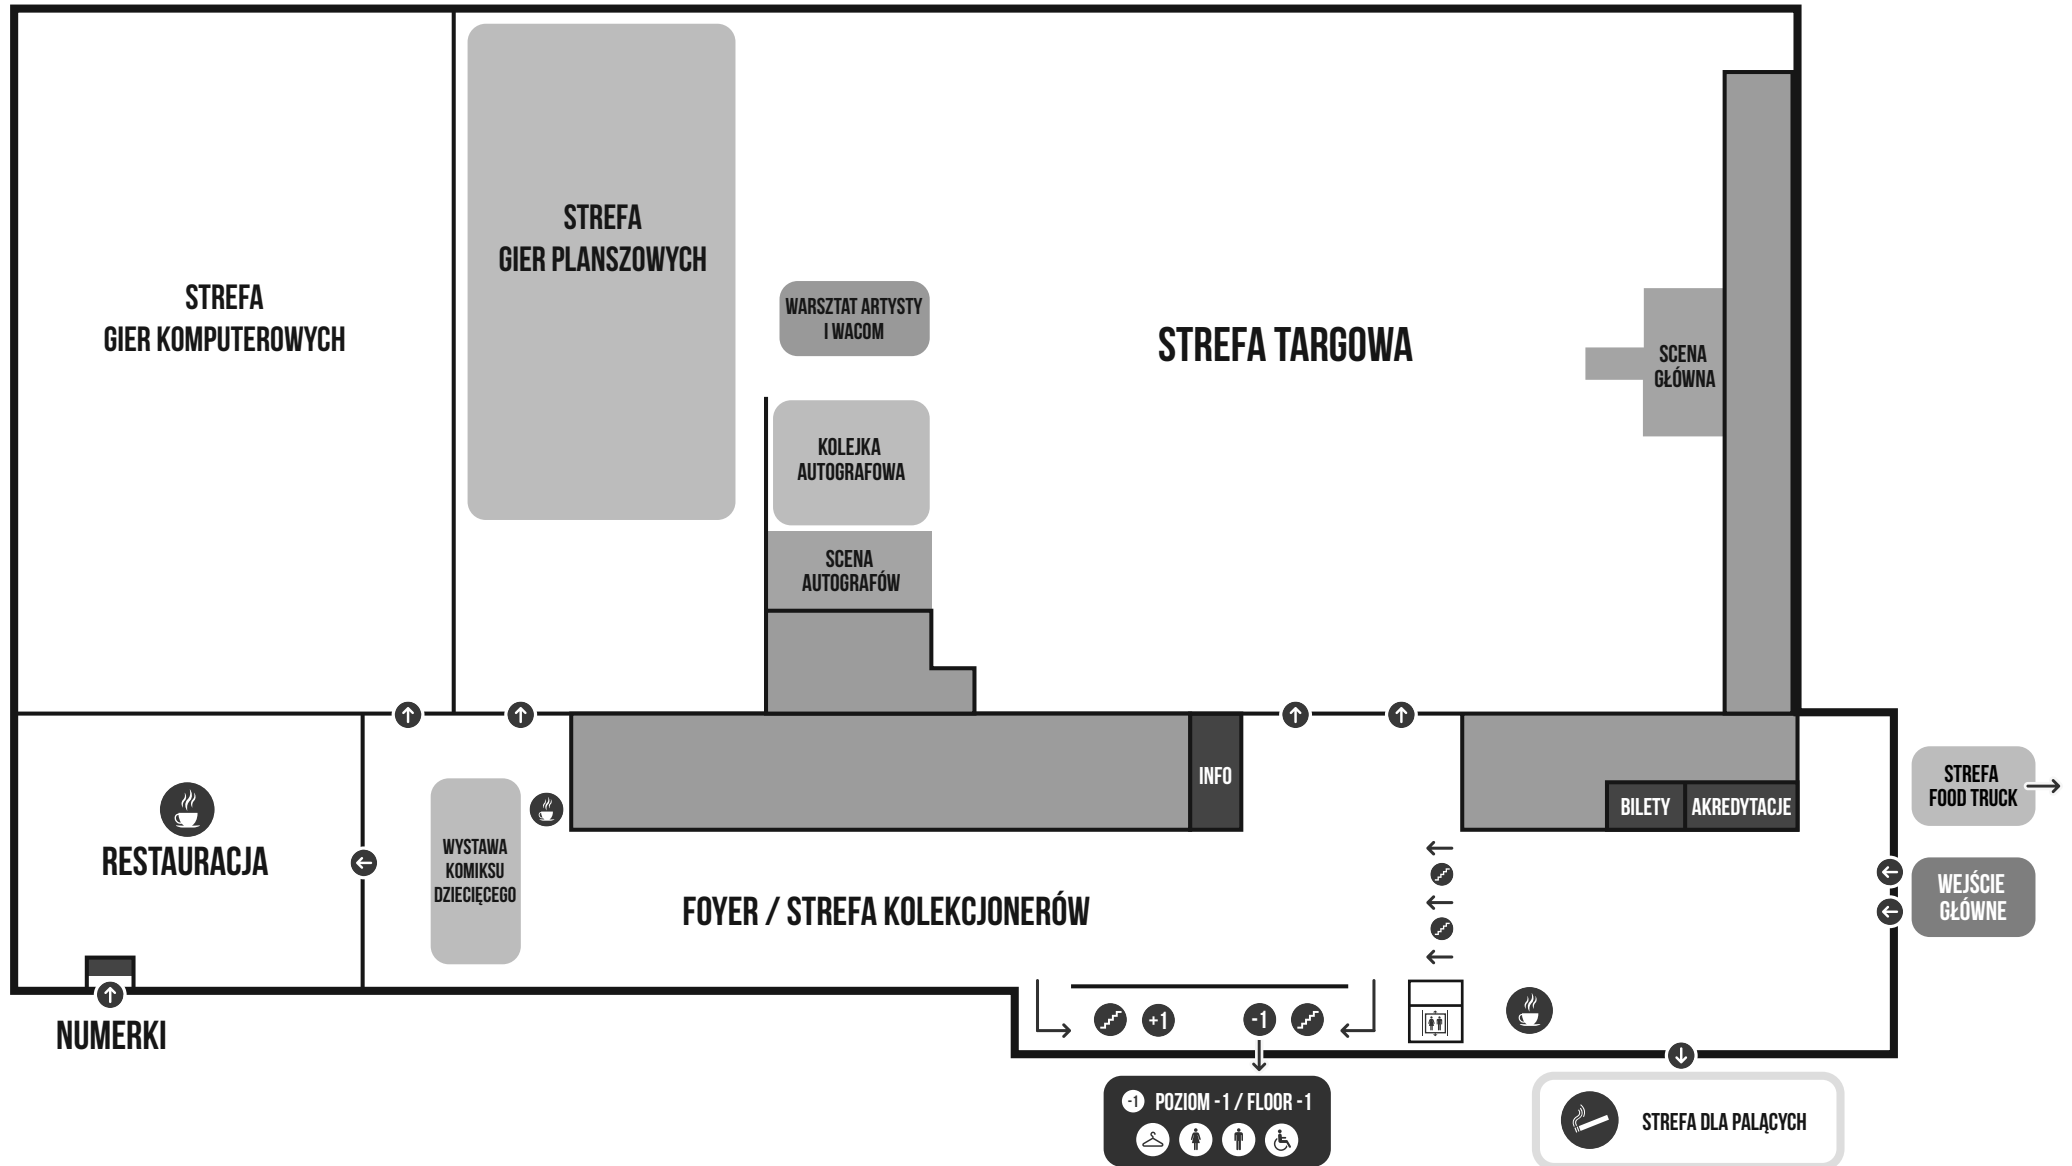 STREFA
GIER PLANSZOWYCH
STREFA
GIER KOMPUTEROWYCH
WARSZTAT ARTYSTY
I WACOM
STREFA TARGOWA
SCENA
GŁÓWNA
KOLEJKA
AUTOGRAFOWA
SCENA
AUTOGRAFÓW
INFO
BILETY
AKREDYTACJE
STREFA
FOOD TRUCK
RESTAURACJA
WYSTAWA
KOMIKSU
DZIECIĘCEGO
FOYER / STREFA KOLEKCJONERÓW
WEJŚCIE
GŁÓWNE
NUMERKI
+1
-1
-1 POZIOM -1 / FLOOR -1
STREFA DLA PALĄCYCH